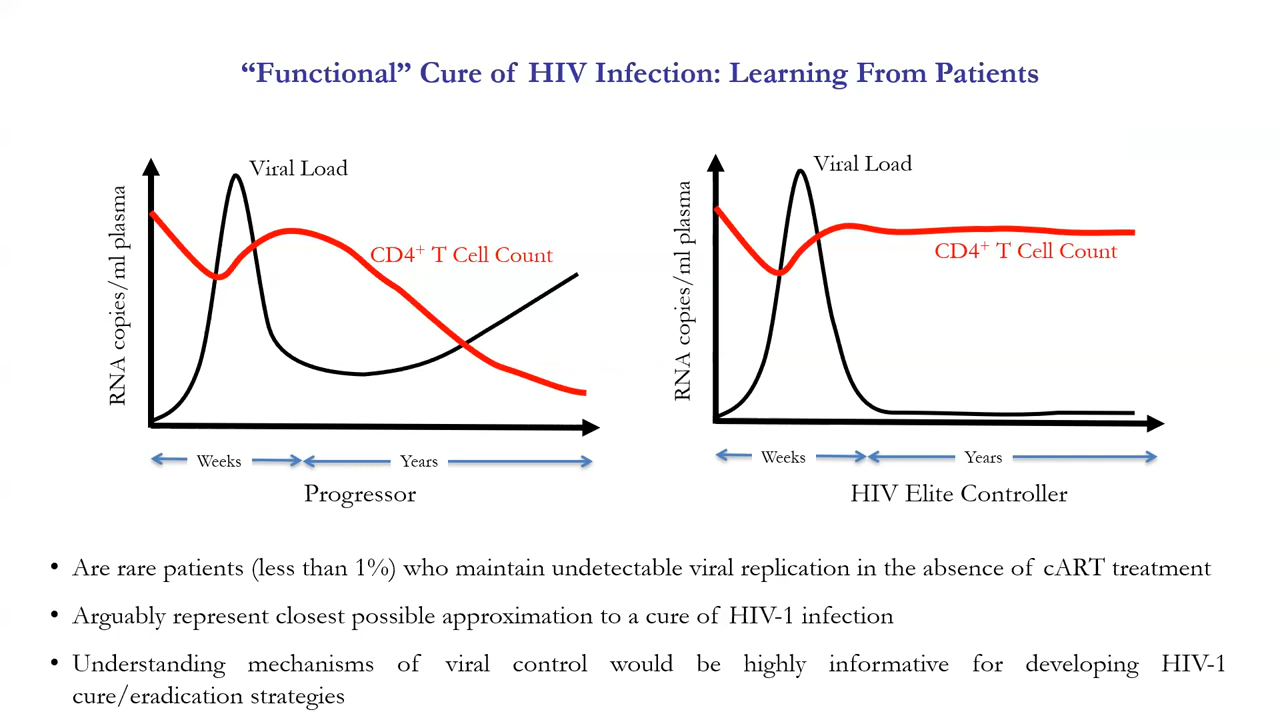 “Functional” Cure of HIV Infection: Learning From Patients
RNA copies/ml plasma
Viral Load
CD4⁺ T Cell Count
Weeks
Years
Progressor
RNA copies/ml plasma
Viral Load
CD4⁺ T Cell Count
Weeks
Years
HIV Elite Controller
• Are rare patients (less than 1%) who maintain undetectable viral replication in the absence of cART treatment
• Arguably represent closest possible approximation to a cure of HIV-1 infection
• Understanding mechanisms of viral control would be highly informative for developing HIV-1
cure/eradication strategies